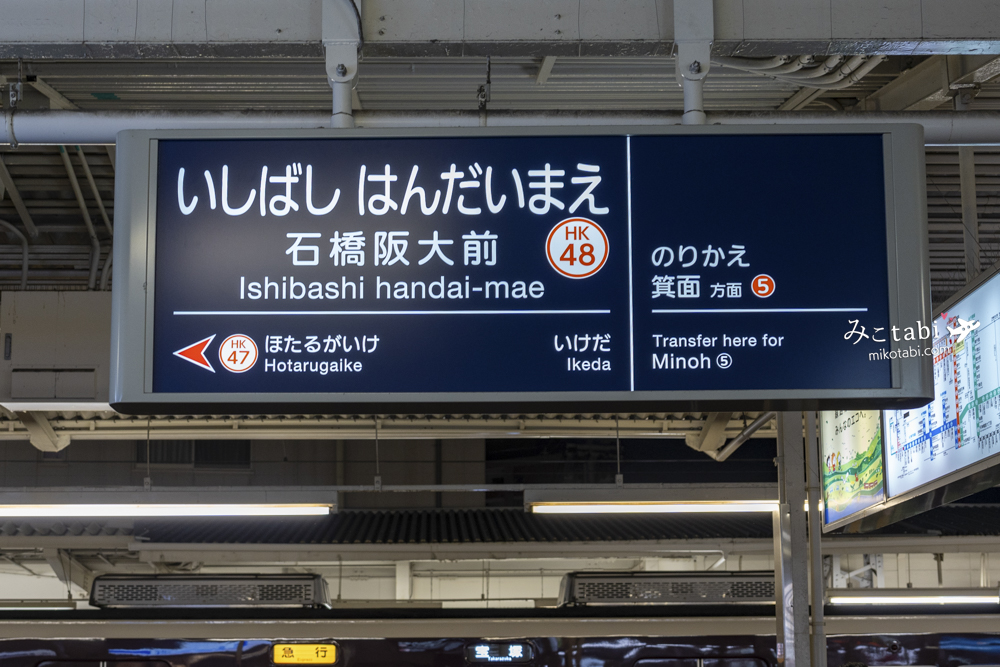 いしばし はんだいまえ
石橋阪大前
HK
48
Ishibashi handai-mae
HK
47
ほたるがいけ
Hotarugaike
いけだ
Ikeda
のりかえ
箕面 方面 5
Transfer here for
Minoh ⑤
みこtabi
mikotabi.com
急行
宝塚
Takarazuka